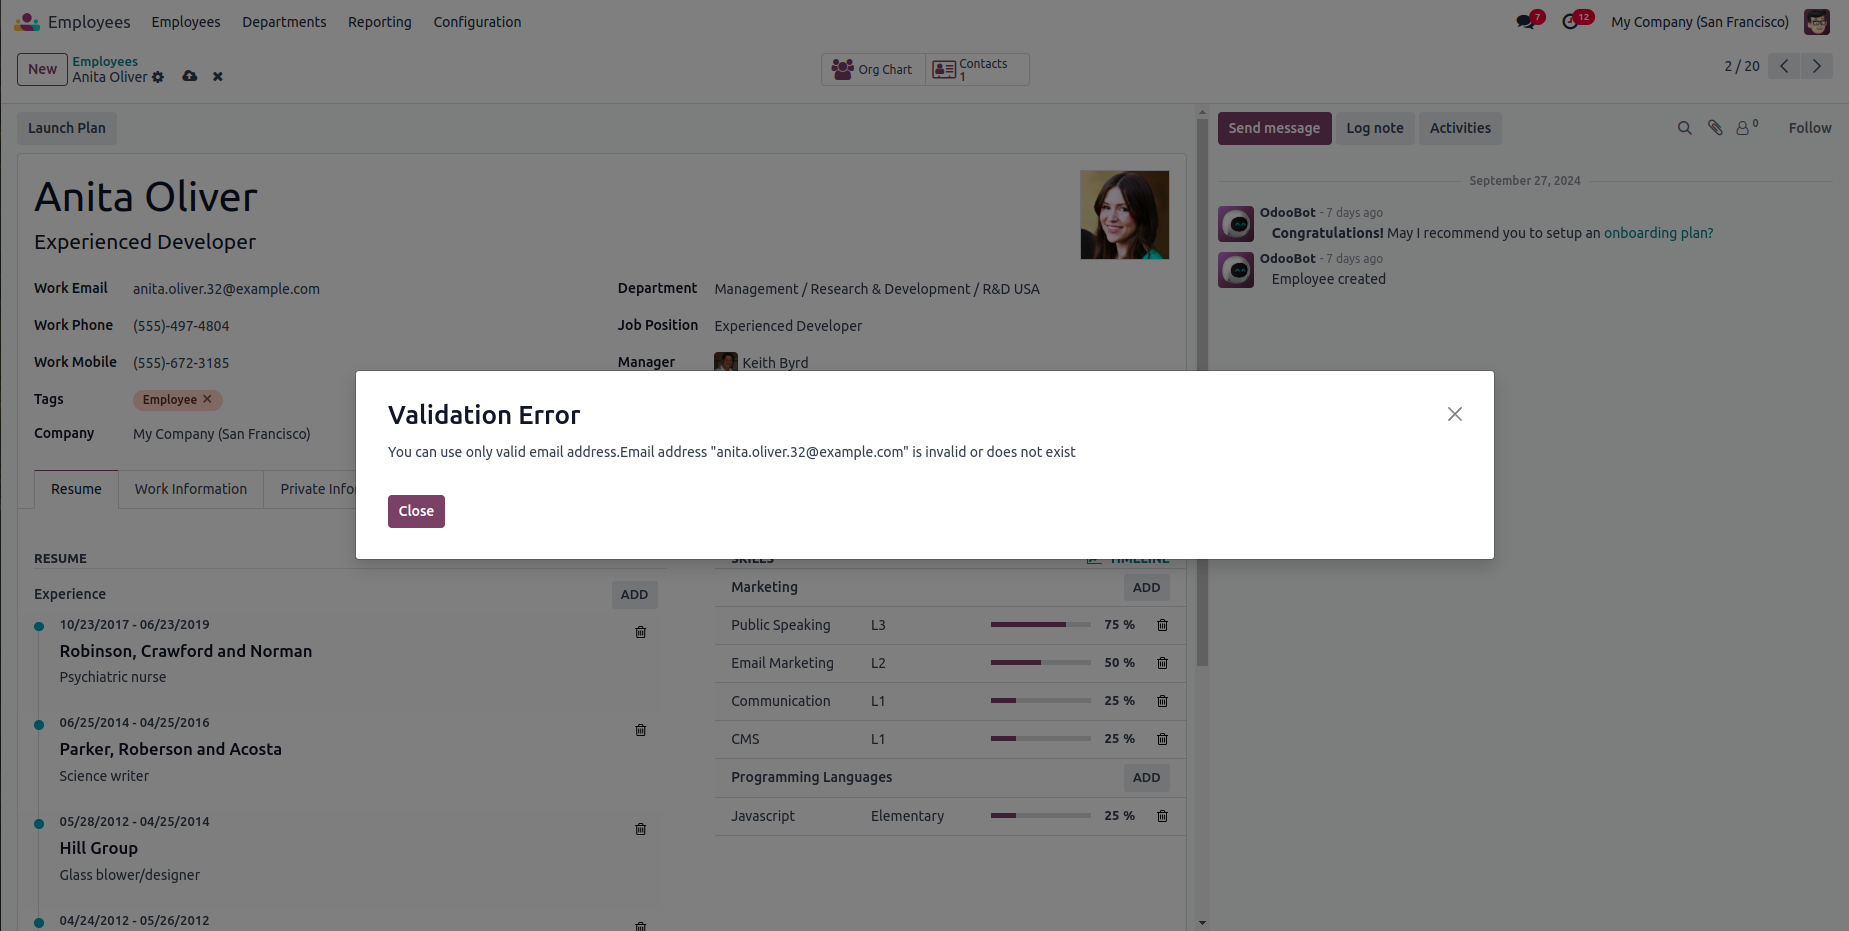 Employees Employees Departments Reporting Configuration 7 12 My Company (San Francisco)
New Employees
Anita Oliver
Org Chart Contacts
1
2 / 20
Launch Plan
Send message Log note Activities 0 Follow
Anita Oliver
Experienced Developer
Work Email anita.oliver.32@example.com
Work Phone (555)-497-4804
Work Mobile (555)-672-3185
Tags Employee
Company My Company (San Francisco)
Department Management / Research & Development / R&D USA
Job Position Experienced Developer
Manager Keith Byrd
September 27, 2024
OdooBot - 7 days ago
Congratulations! May I recommend you to setup an onboarding plan?
OdooBot - 7 days ago
Employee created
Validation Error
You can use only valid email address.Email address "anita.oliver.32@example.com" is invalid or does not exist
Close
Resume Work Information Private Info
RESUME
Experience ADD
10/23/2017 - 06/23/2019
Robinson, Crawford and Norman
Psychiatric nurse
06/25/2014 - 04/25/2016
Parker, Roberson and Acosta
Science writer
05/28/2012 - 04/25/2014
Hill Group
Glass blower/designer
04/24/2012 - 05/26/2012
SKILLS TIMELINE
Marketing ADD
Public Speaking L3 75 %
Email Marketing L2 50 %
Communication L1 25 %
CMS L1 25 %
Programming Languages ADD
Javascript Elementary 25 %